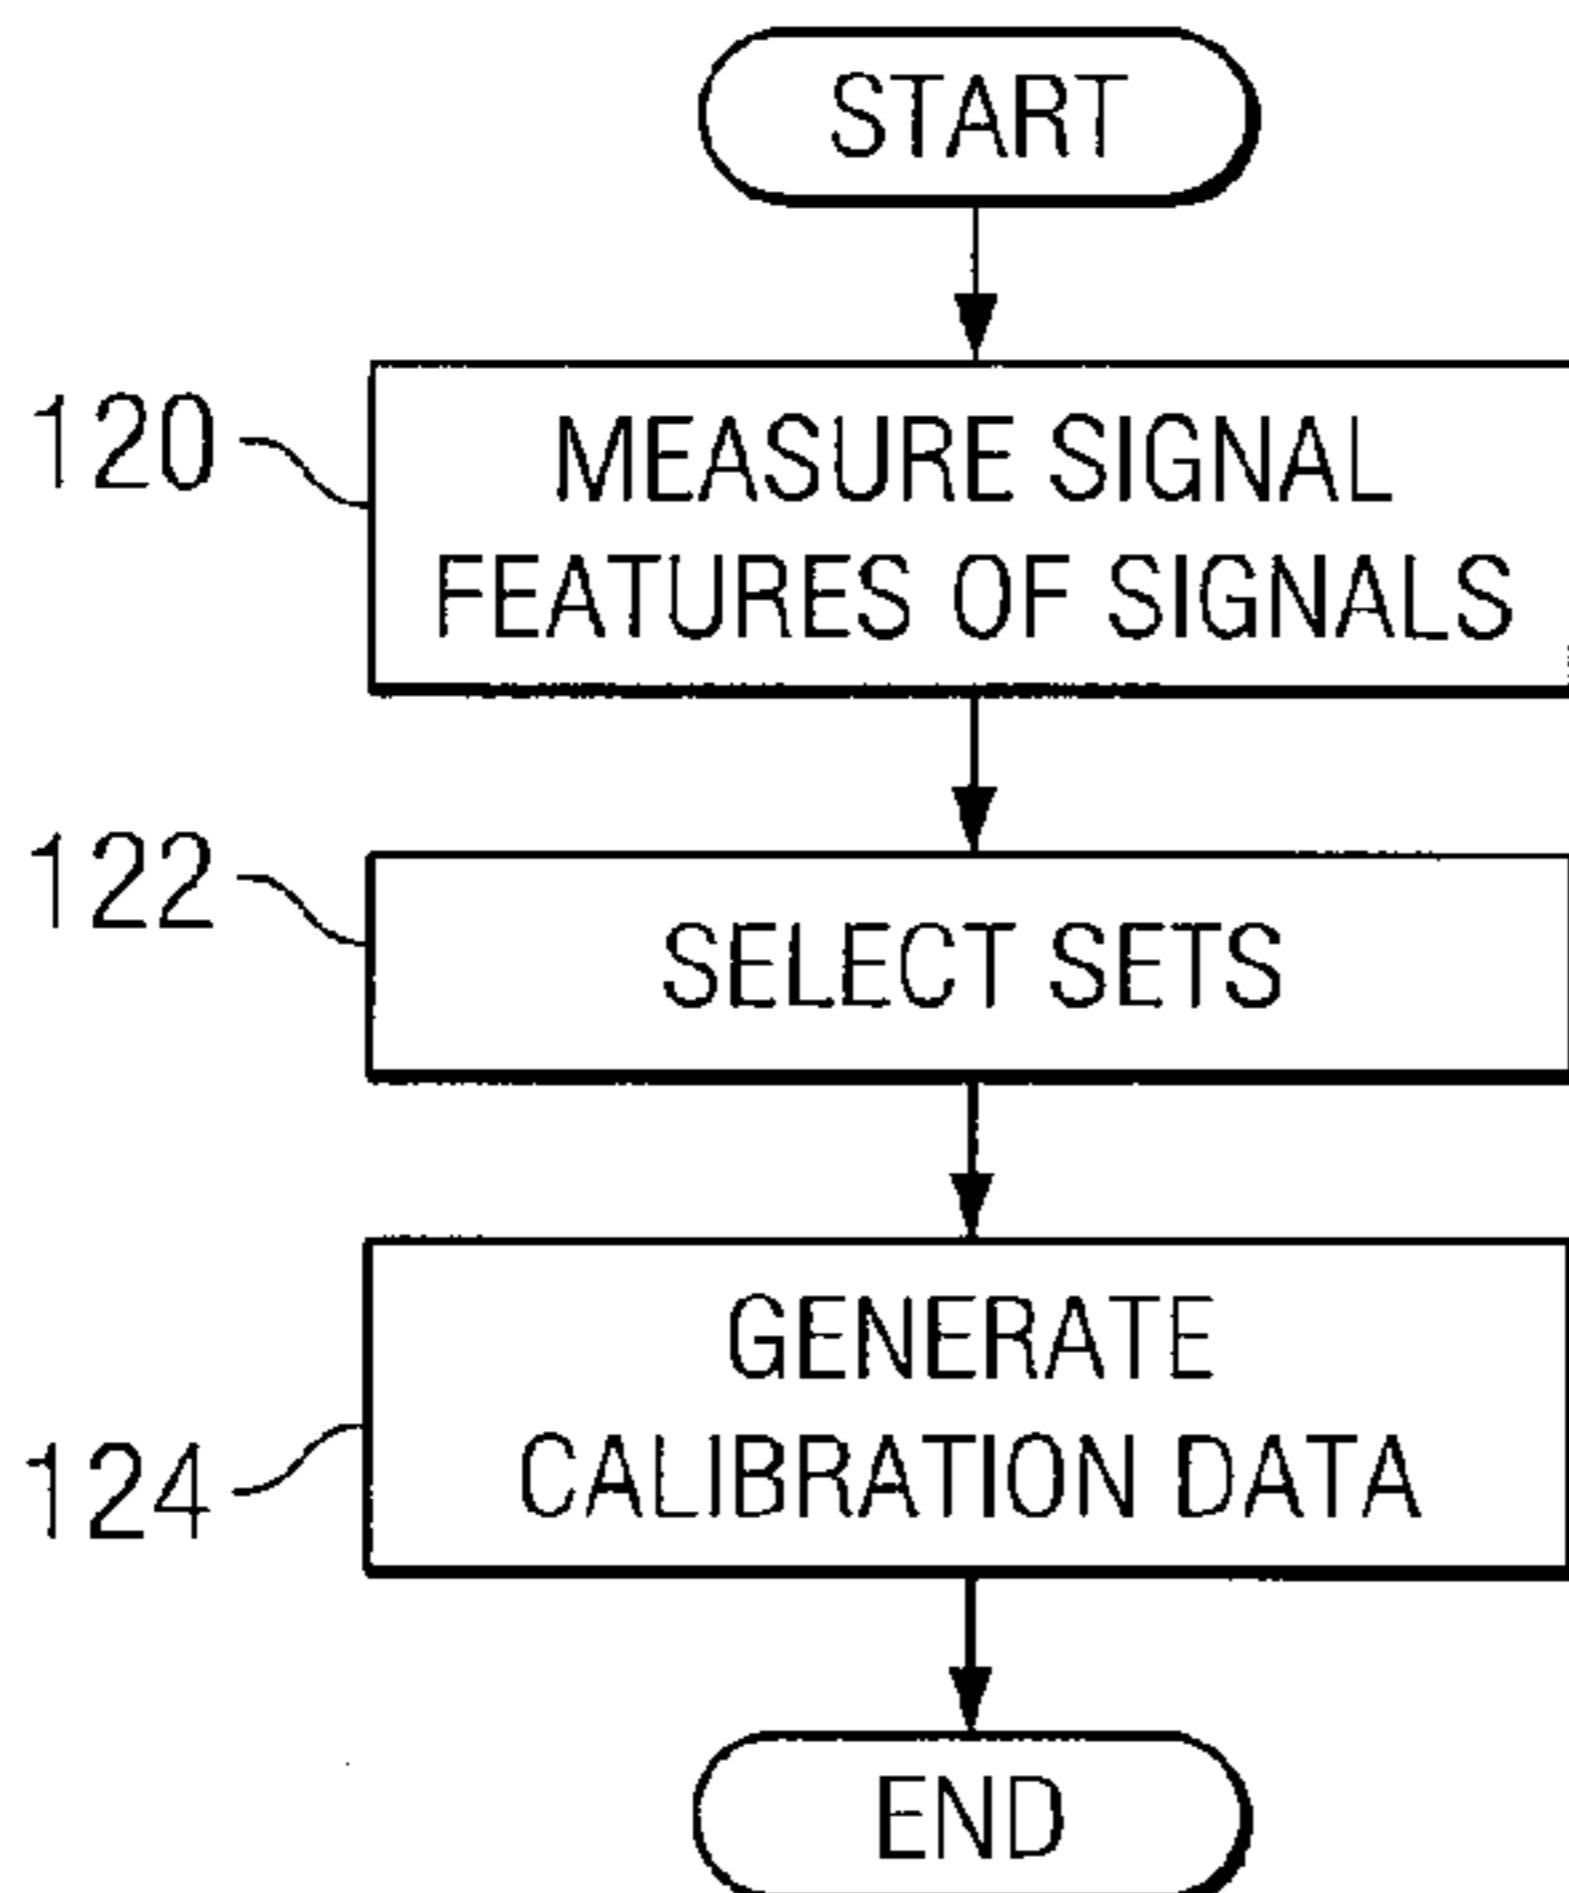 START
120
MEASURE SIGNAL
FEATURES OF SIGNALS
122
SELECT SETS
GENERATE
CALIBRATION DATA
124
END